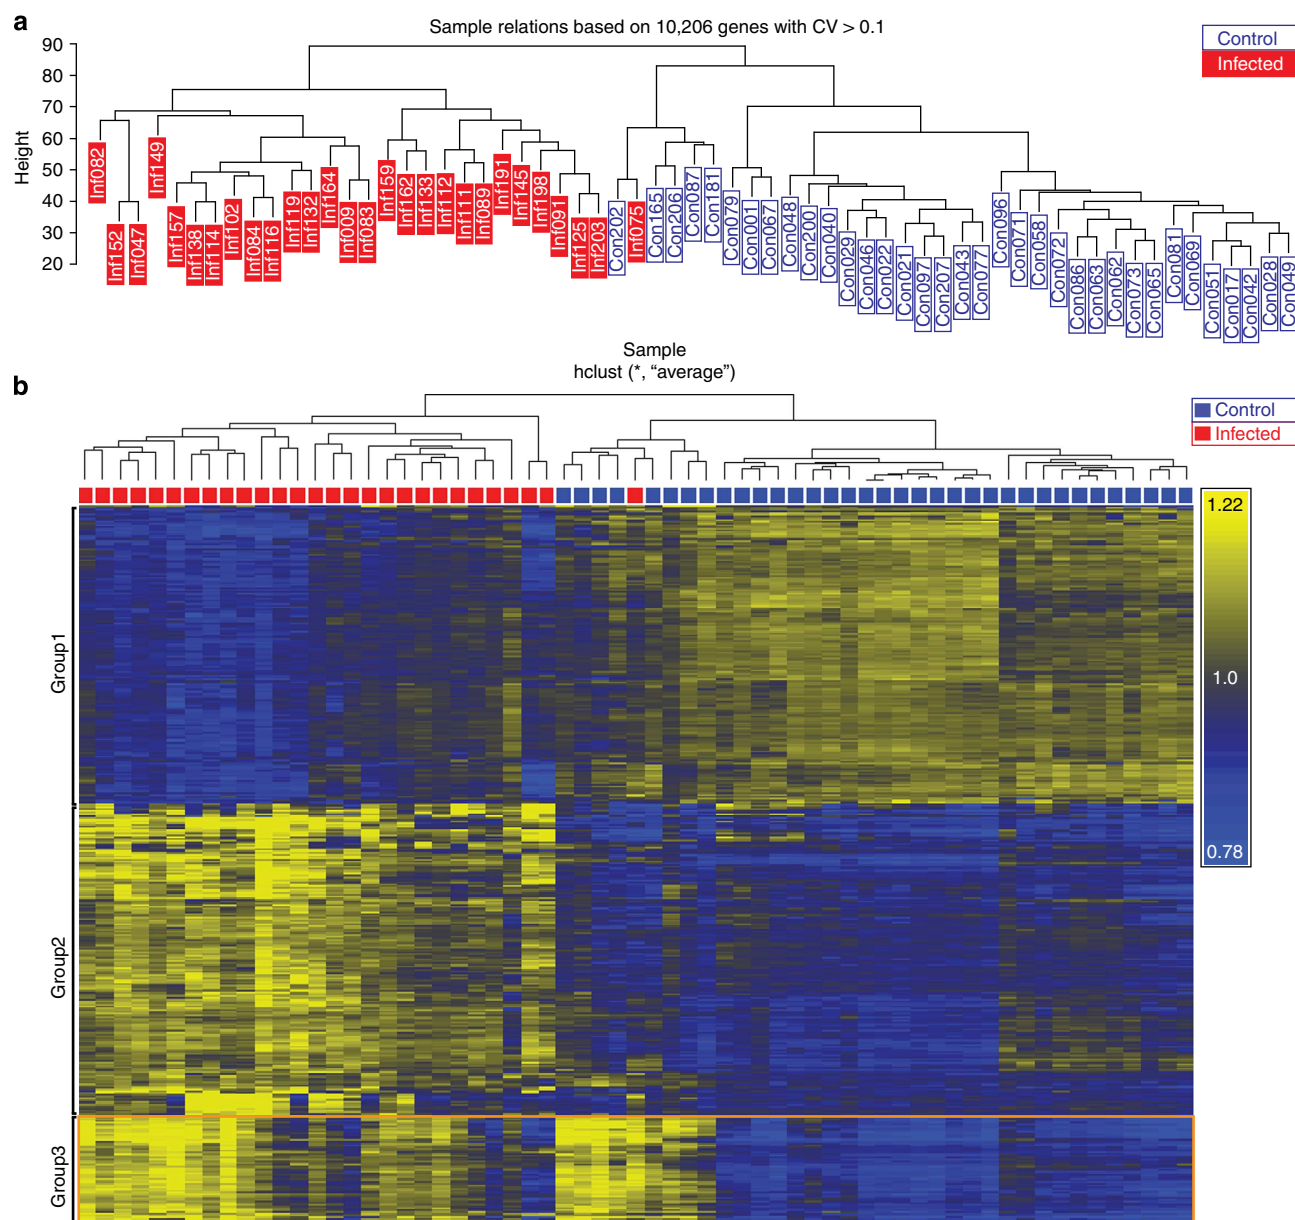 a
Sample relations based on 10,206 genes with CV > 0.1
Control
Infected
Height
90
80
70
60
50
40
30
20
Inf082
Inf152
Inf047
Inf149
Inf157
Inf138
Inf114
Inf102
Inf084
Inf116
Inf119
Inf132
Inf164
Inf009
Inf083
Inf159
Inf162
Inf133
Inf112
Inf111
Inf089
Inf191
Inf145
Inf198
Inf091
Inf125
Inf203
Con202
Inf075
Con165
Con206
Con087
Con181
Con079
Con001
Con067
Con048
Con200
Con040
Con029
Con046
Con022
Con021
Con097
Con207
Con043
Con077
Con096
Con071
Con058
Con072
Con086
Con063
Con062
Con073
Con065
Con081
Con069
Con051
Con017
Con042
Con028
Con049
Sample
hclust (*, “average”)
b
Control
Infected
Group1
Group2
Group3
1.22
1.0
0.78